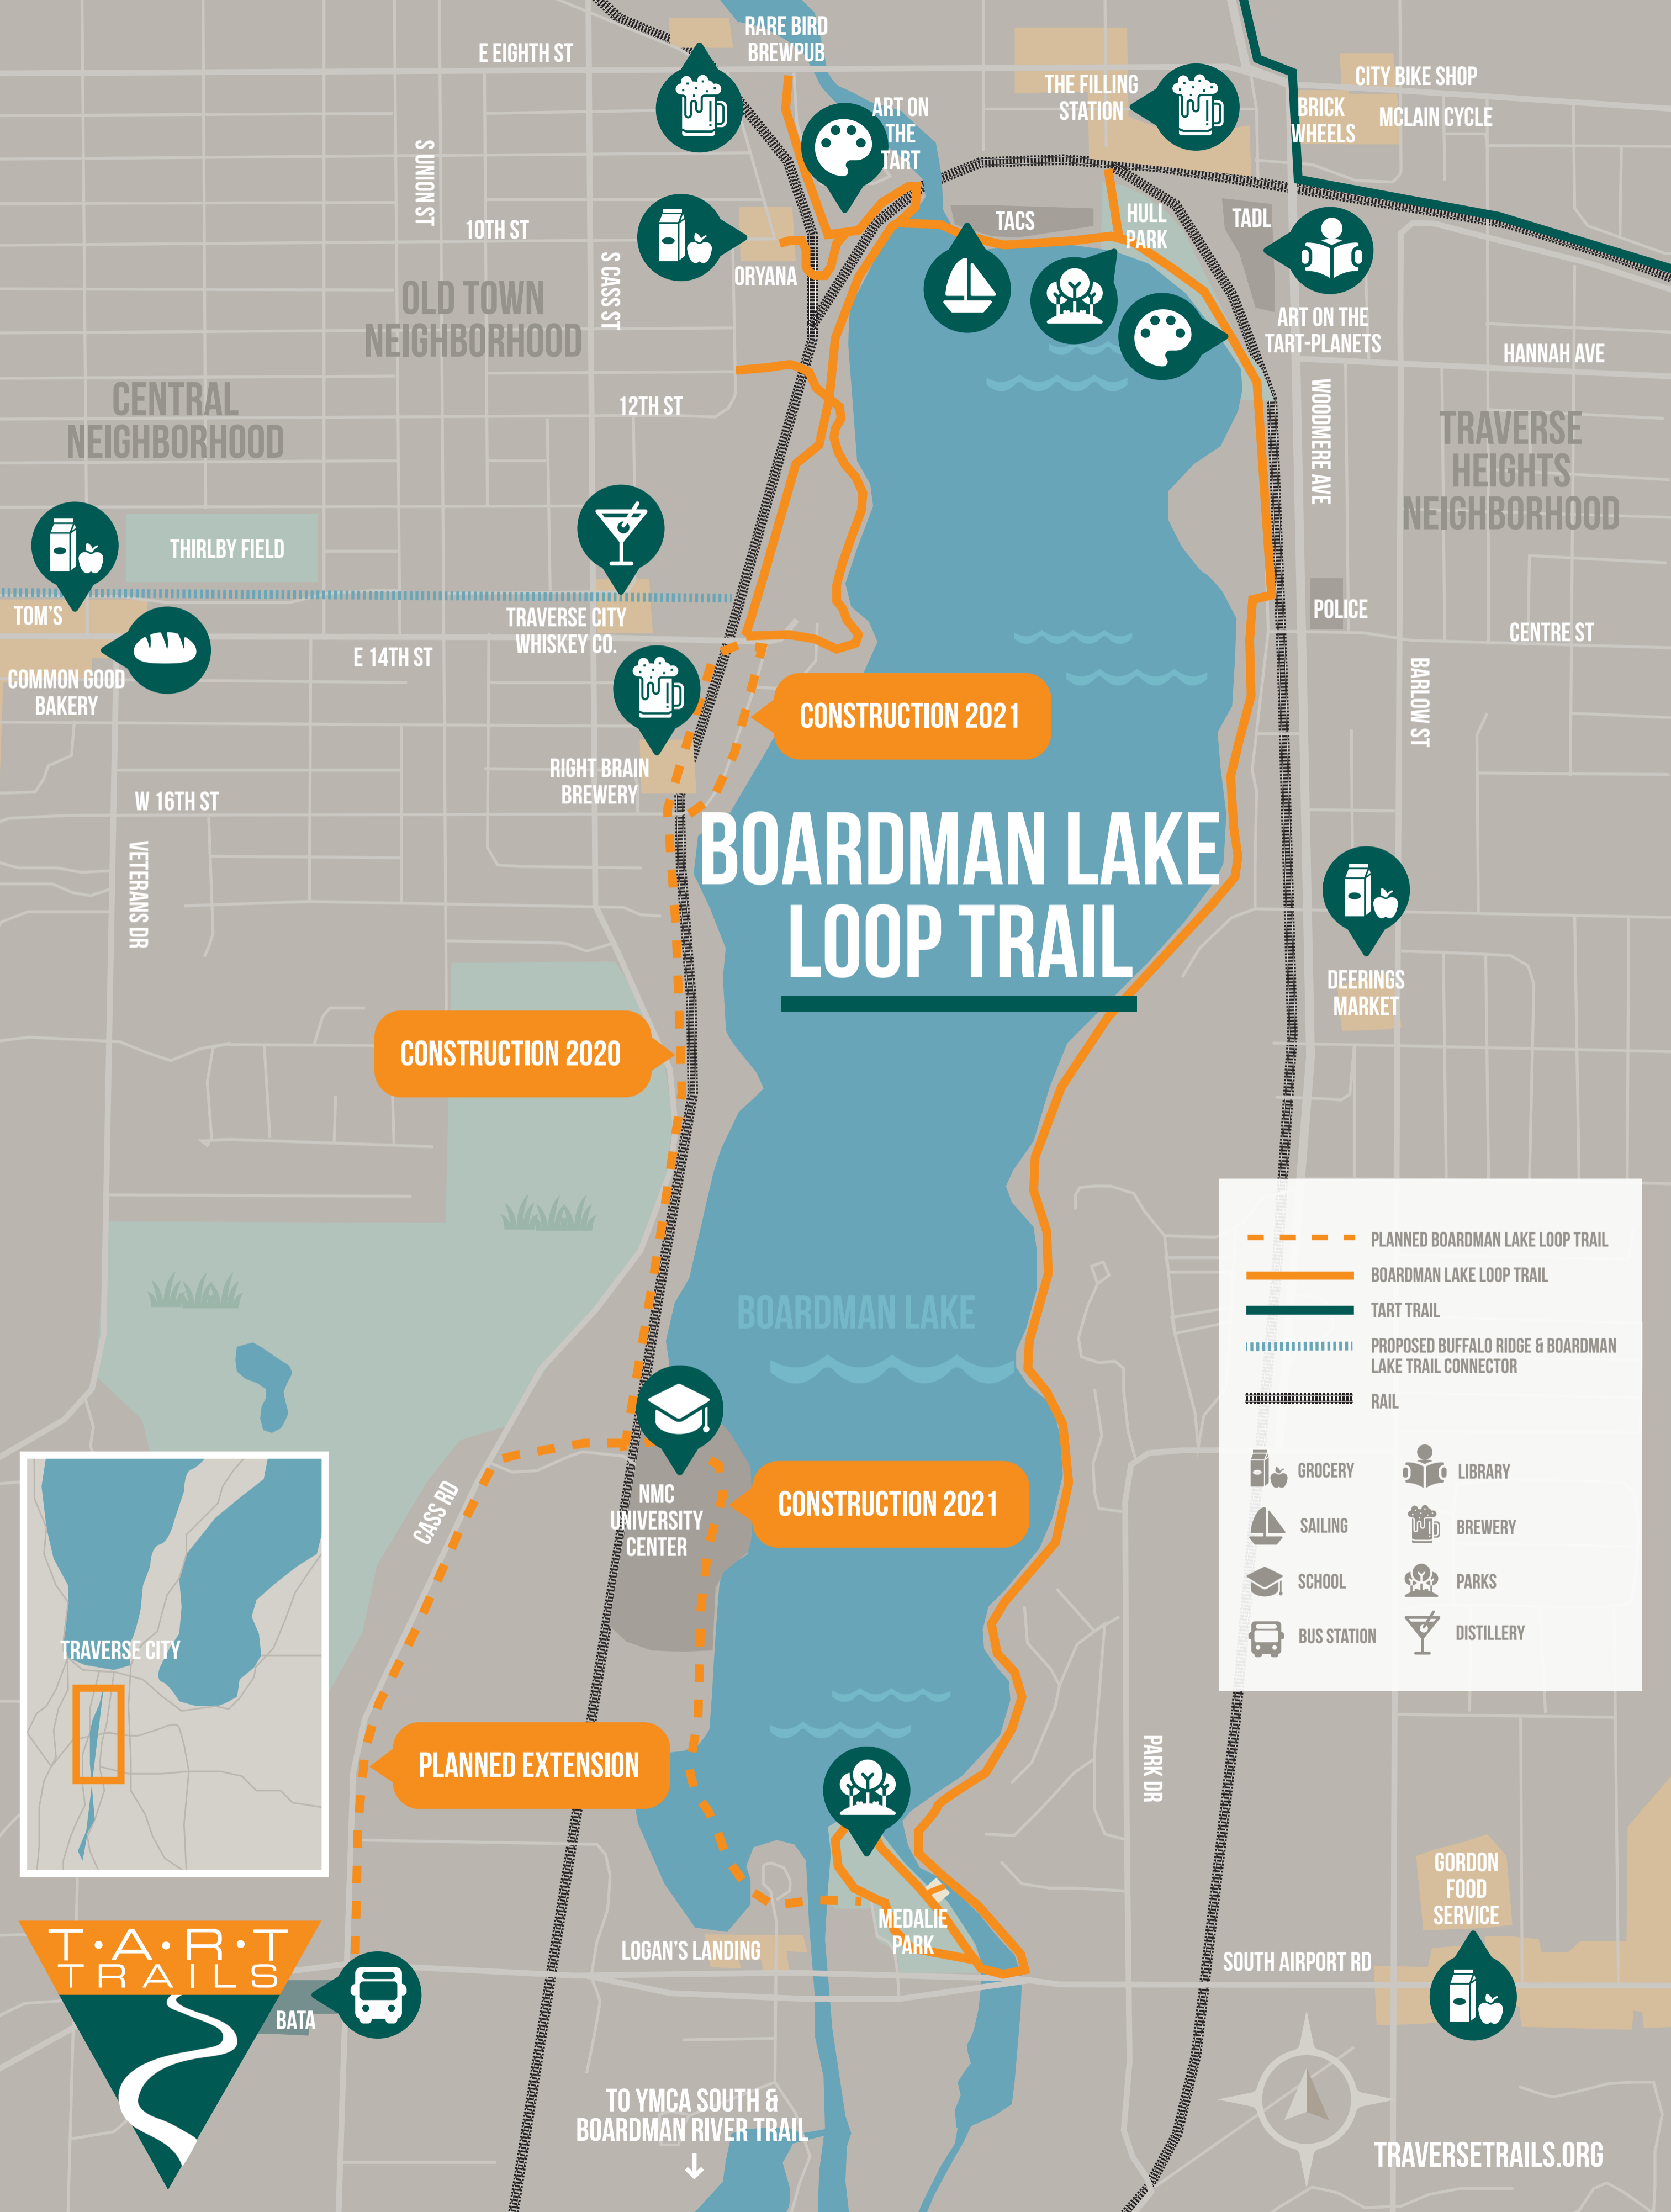 RARE BIRD
BREWPUB
E EIGHTH ST
THE FILLING
STATION
CITY BIKE SHOP
BRICK
WHEELS
MCLAIN CYCLE
ART ON
THE
TART
S UNION ST
10TH ST
S CASS ST
ORYANA
TACS
HULL
PARK
TADL
OLD TOWN
NEIGHBORHOOD
ART ON THE
TART-PLANETS
HANNAH AVE
CENTRAL
NEIGHBORHOOD
12TH ST
WOODMERE AVE
TRAVERSE
HEIGHTS
NEIGHBORHOOD
THIRLBY FIELD
TOM'S
TRAVERSE CITY
WHISKEY CO.
POLICE
CENTRE ST
E 14TH ST
COMMON GOOD
BAKERY
BARLOW ST
CONSTRUCTION 2021
RIGHT BRAIN
BREWERY
W 16TH ST
VETERANS DR
BOARDMAN LAKE
LOOP TRAIL
DEERINGS
MARKET
CONSTRUCTION 2020
BOARDMAN LAKE
PLANNED BOARDMAN LAKE LOOP TRAIL
BOARDMAN LAKE LOOP TRAIL
TART TRAIL
PROPOSED BUFFALO RIDGE & BOARDMAN
LAKE TRAIL CONNECTOR
RAIL
GROCERY
LIBRARY
SAILING
BREWERY
SCHOOL
PARKS
BUS STATION
DISTILLERY
CASS RD
NMC
UNIVERSITY
CENTER
CONSTRUCTION 2021
TRAVERSE CITY
PLANNED EXTENSION
PARK DR
GORDON
FOOD
SERVICE
MEDALIE
PARK
LOGAN'S LANDING
SOUTH AIRPORT RD
T·A·R·T
TRAILS
BATA
TO YMCA SOUTH &
BOARDMAN RIVER TRAIL
TRAVERSETRAILS.ORG